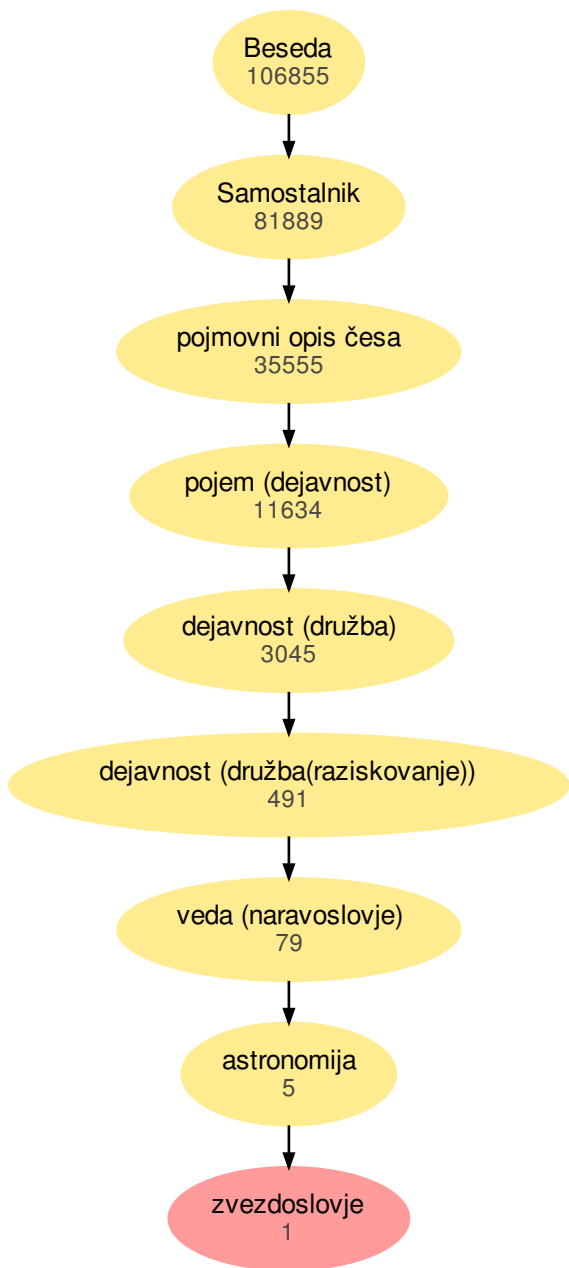 Beseda
106855
Samostalnik
81889
pojmovni opis česa
35555
pojem (dejavnost)
11634
dejavnost (družba)
3045
dejavnost (družba(raziskovanje))
491
veda (naravoslovje)
79
astronomija
5
zvezdoslovje
1